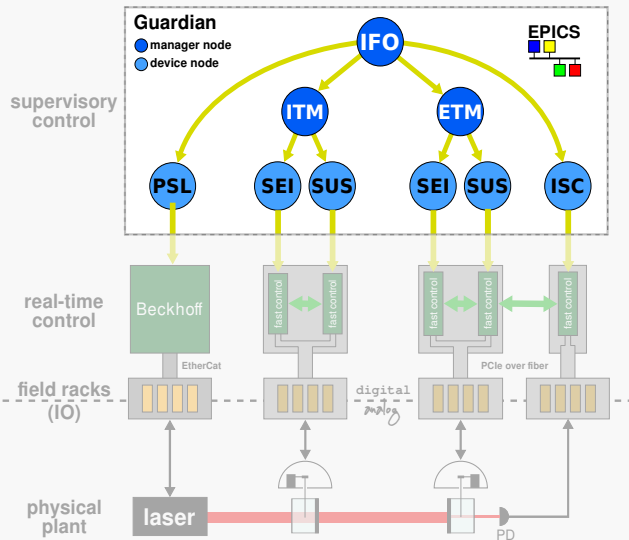 Guardian
manager node
device node
EPICS
IFO
supervisory
control
ITM
ETM
PSL
SEI
SUS
SEI
SUS
ISC
real-time
control
Beckhoff
fast control
fast control
fast control
fast control
fast control
EtherCat
PCIe over fiber
field racks
(IO)
digital
analog
physical
plant
laser
PD